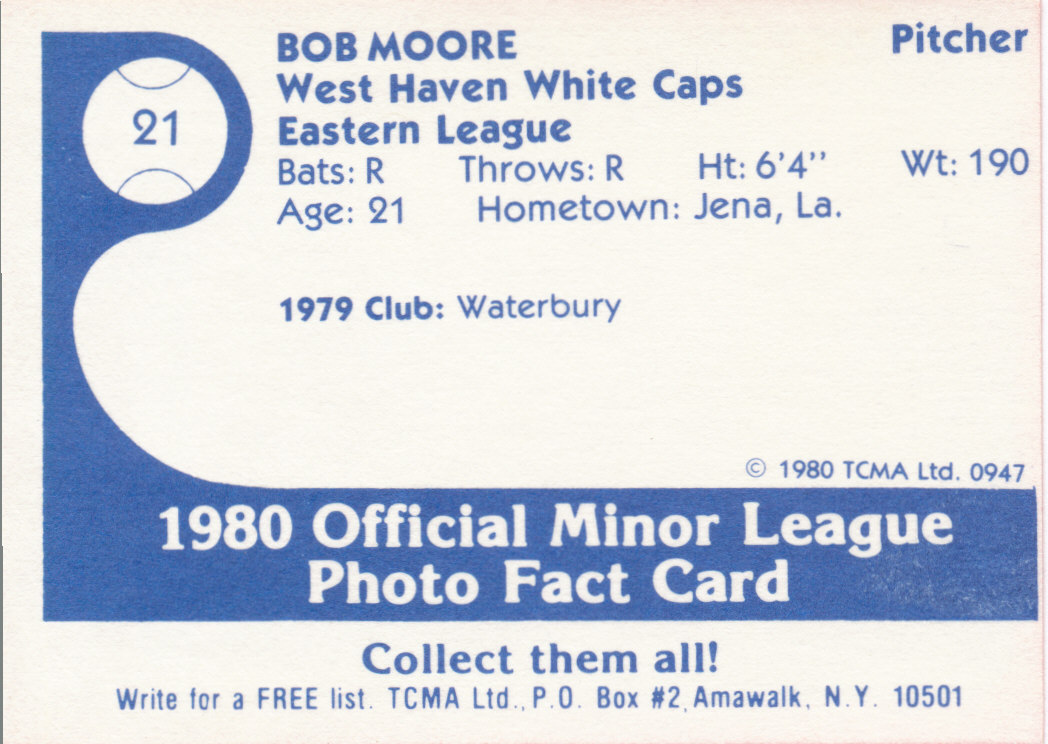 BOB MOORE Pitcher
21
West Haven White Caps
Eastern League
Bats: R Throws: R Ht: 6'4'' Wt: 190
Age: 21 Hometown: Jena, La.
1979 Club: Waterbury
© 1980 TCMA Ltd. 0947
1980 Official Minor League
Photo Fact Card
Collect them all!
Write for a FREE list. TCMA Ltd., P.O. Box #2, Amawalk, N.Y. 10501